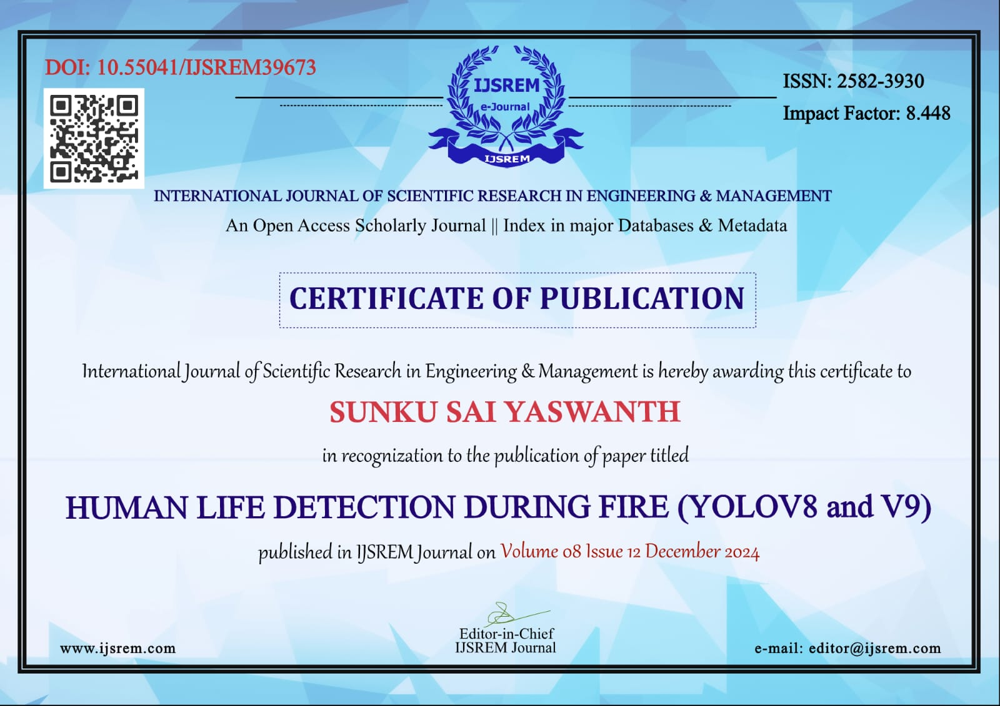 DOI: 10.55041/IJSREM39673
IJSREM
e-Journal
IJSREM
ISSN: 2582-3930
Impact Factor: 8.448
INTERNATIONAL JOURNAL OF SCIENTIFIC RESEARCH IN ENGINEERING & MANAGEMENT
An Open Access Scholarly Journal || Index in major Databases & Metadata
CERTIFICATE OF PUBLICATION
International Journal of Scientific Research in Engineering & Management is hereby awarding this certificate to
SUNKU SAI YASWANTH
in recognization to the publication of paper titled
HUMAN LIFE DETECTION DURING FIRE (YOLOV8 and V9)
published in IJSREM Journal on Volume 08 Issue 12 December 2024
Editor-in-Chief
IJSREM Journal
www.ijsrem.com
e-mail: editor@ijsrem.com